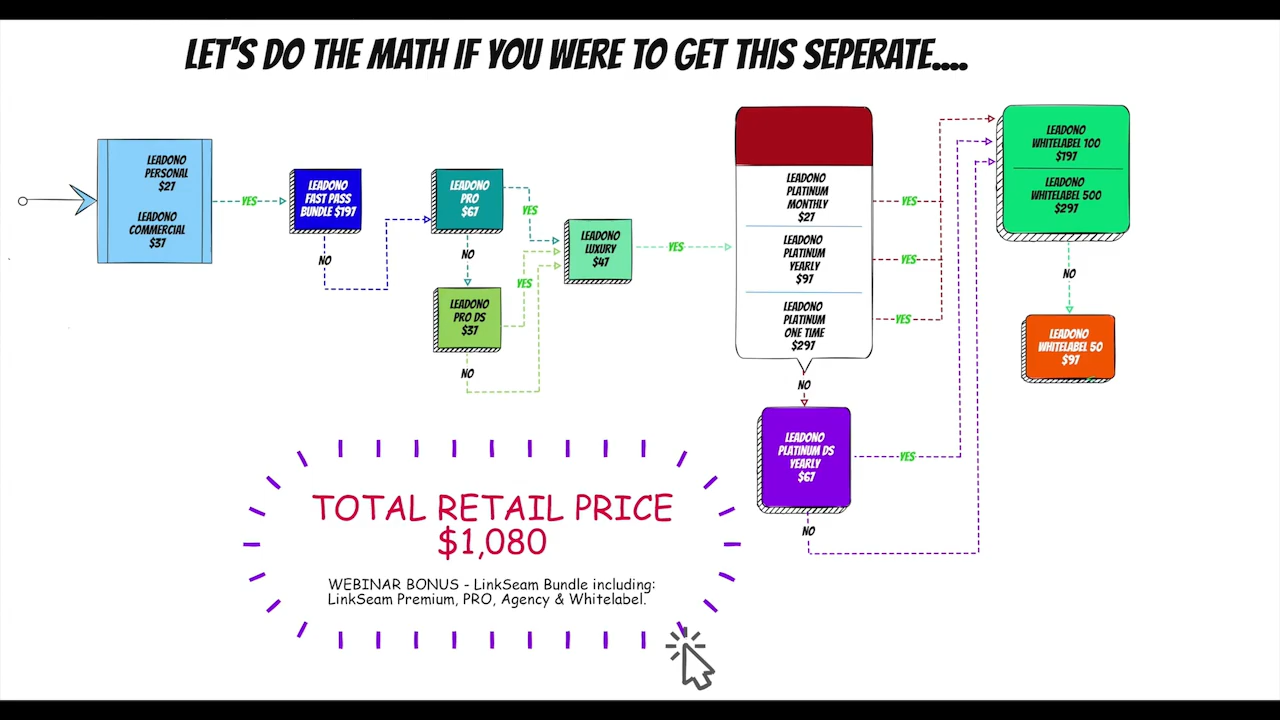 LET'S DO THE MATH IF YOU WERE TO GET THIS SEPERATE....
LEADONO
PERSONAL
$27
LEADONO
COMMERCIAL
$37
YES
LEADONO
FAST PASS
BUNDLE $197
NO
LEADONO
PRO
$67
YES
NO
LEADONO
PRO DS
$37
YES
NO
LEADONO
LUXURY
$47
YES
LEADONO
PLATINUM
MONTHLY
$27
YES
LEADONO
PLATINUM
YEARLY
$97
YES
LEADONO
PLATINUM
ONE TIME
$297
YES
NO
LEADONO
PLATINUM DS
YEARLY
$67
YES
NO
LEADONO
WHITELABEL 100
$197
LEADONO
WHITELABEL 500
$297
NO
LEADONO
WHITELABEL 50
$97
TOTAL RETAIL PRICE
$1,080
WEBINAR BONUS - LinkSeam Bundle including:
LinkSeam Premium, PRO, Agency & Whitelabel.